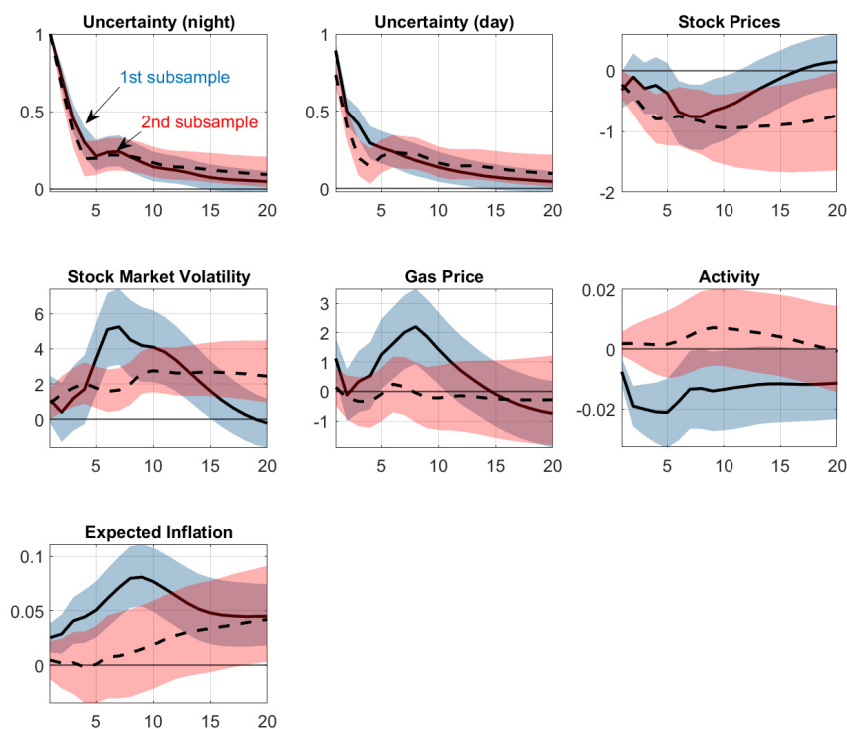 Uncertainty (night)
1
0.5
0
5 10 15 20
1st subsample
2nd subsample
Uncertainty (day)
1
0.5
0
5 10 15 20
Stock Prices
0
-1
-2
5 10 15 20
Stock Market Volatility
6
4
2
0
5 10 15 20
Gas Price
3
2
1
0
-1
5 10 15 20
Activity
0.02
0
-0.02
5 10 15 20
Expected Inflation
0.1
0.05
0
5 10 15 20